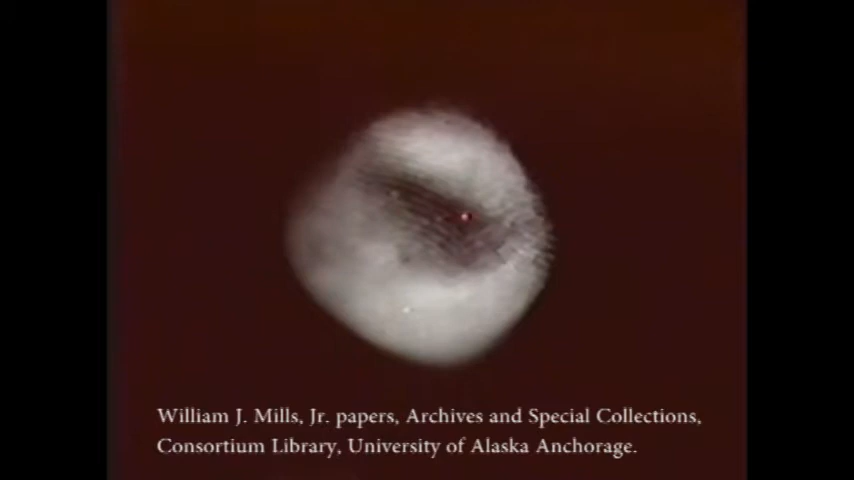 William J. Mills, Jr. papers, Archives and Special Collections,
Consortium Library, University of Alaska Anchorage.